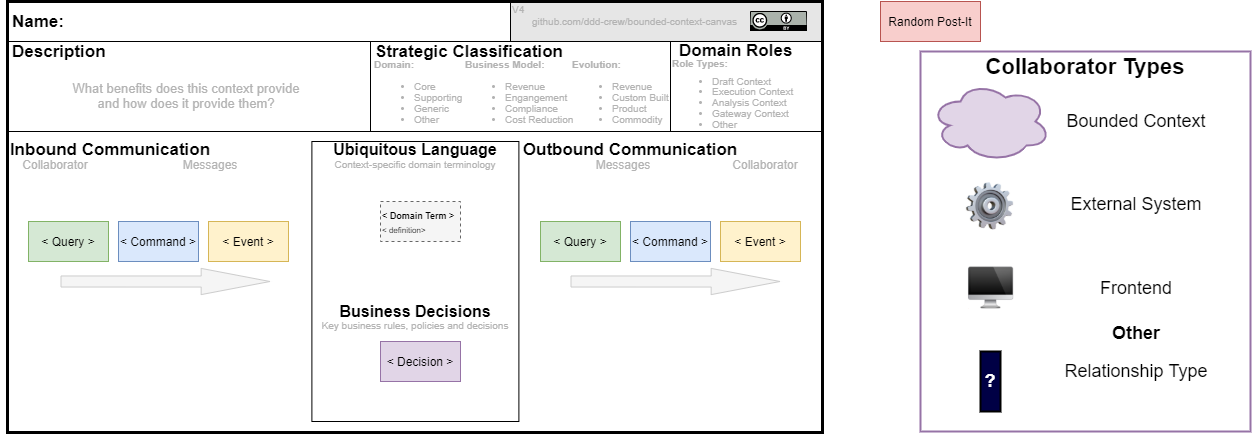 Name:
V4
github.com/ddd-crew/bounded-context-canvas
cc
BY
Description
What benefits does this context provide
and how does it provide them?
Strategic Classification
Domain:
Core
Supporting
Generic
Other
Business Model:
Revenue
Engangement
Compliance
Cost Reduction
Evolution:
Revenue
Custom Built
Product
Commodity
Domain Roles
Role Types:
Draft Context
Execution Context
Analysis Context
Gateway Context
Other
Inbound Communication
Collaborator
Messages
< Query >
< Command >
< Event >
Ubiquitous Language
Context-specific domain terminology
< Domain Term >
< definition>
Business Decisions
Key business rules, policies and decisions
< Decision >
Outbound Communication
Messages
Collaborator
< Query >
< Command >
< Event >
Random Post-It
Collaborator Types
Bounded Context
External System
Frontend
Other
?
Relationship Type